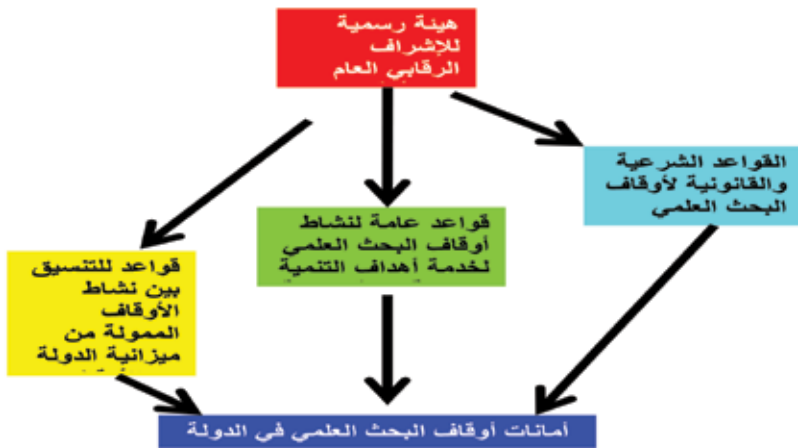 هيئة رسمية
للإشراف
الرقابي العام
القواعد الشرعية
والقانونية لأوقاف
البحث العلمي
قواعد عامة لنشاط
أوقاف البحث العلمي
لخدمة أهداف التنمية
قواعد للتنسيق
بين نشاط
الأوقاف
الممولة من
ميزانية الدولة
أمانات أوقاف البحث العلمي في الدولة